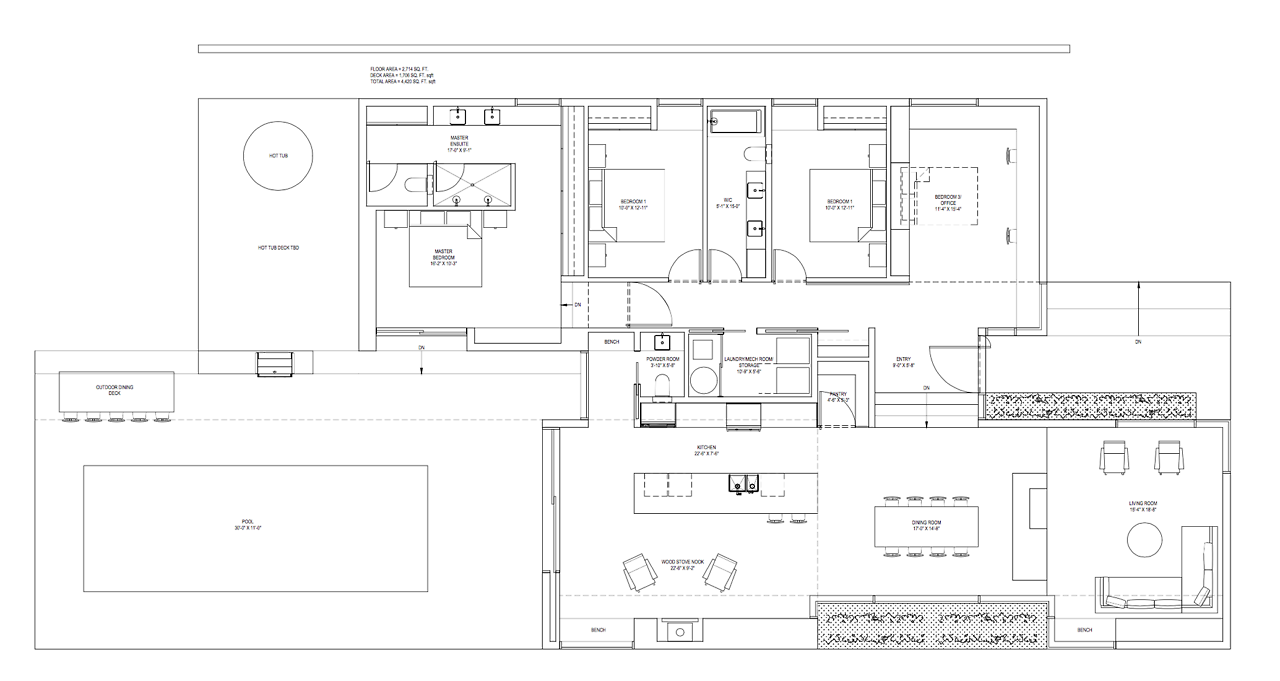 FLOOR AREA = 2,714 SQ. FT.
DECK AREA = 1,706 SQ. FT. sqft
TOTAL AREA = 4,420 SQ. FT. sqft
HOT TUB
MASTER
ENSUITE
17'-0" X 9'-1"
BEDROOM 1
10'-0" X 12'-11"
W/C
5'-1" X 15'-0"
BEDROOM 1
10'-0" X 12'-11"
BEDROOM 3/
OFFICE
11'-4" X 15'-4"
HOT TUB DECK TBD
MASTER
BEDROOM
16'-2" X 10'-3"
DN
DN
BENCH
POWDER ROOM
3'-10" X 5'-8"
LAUNDRY/MECH ROOM/
STORAGE
12'-9" X 5'-8"
ENTRY
8'-0" X 5'-8"
DN
DN
OUTDOOR DINING
DECK
PANTRY
4'-6" X 5'-3"
KITCHEN
22'-6" X 7'-6"
LIVING ROOM
15'-4" X 18'-8"
POOL
30'-0" X 11'-0"
DINING ROOM
17'-0" X 14'-8"
WOOD STOVE NOOK
22'-6" X 9'-2"
BENCH
BENCH